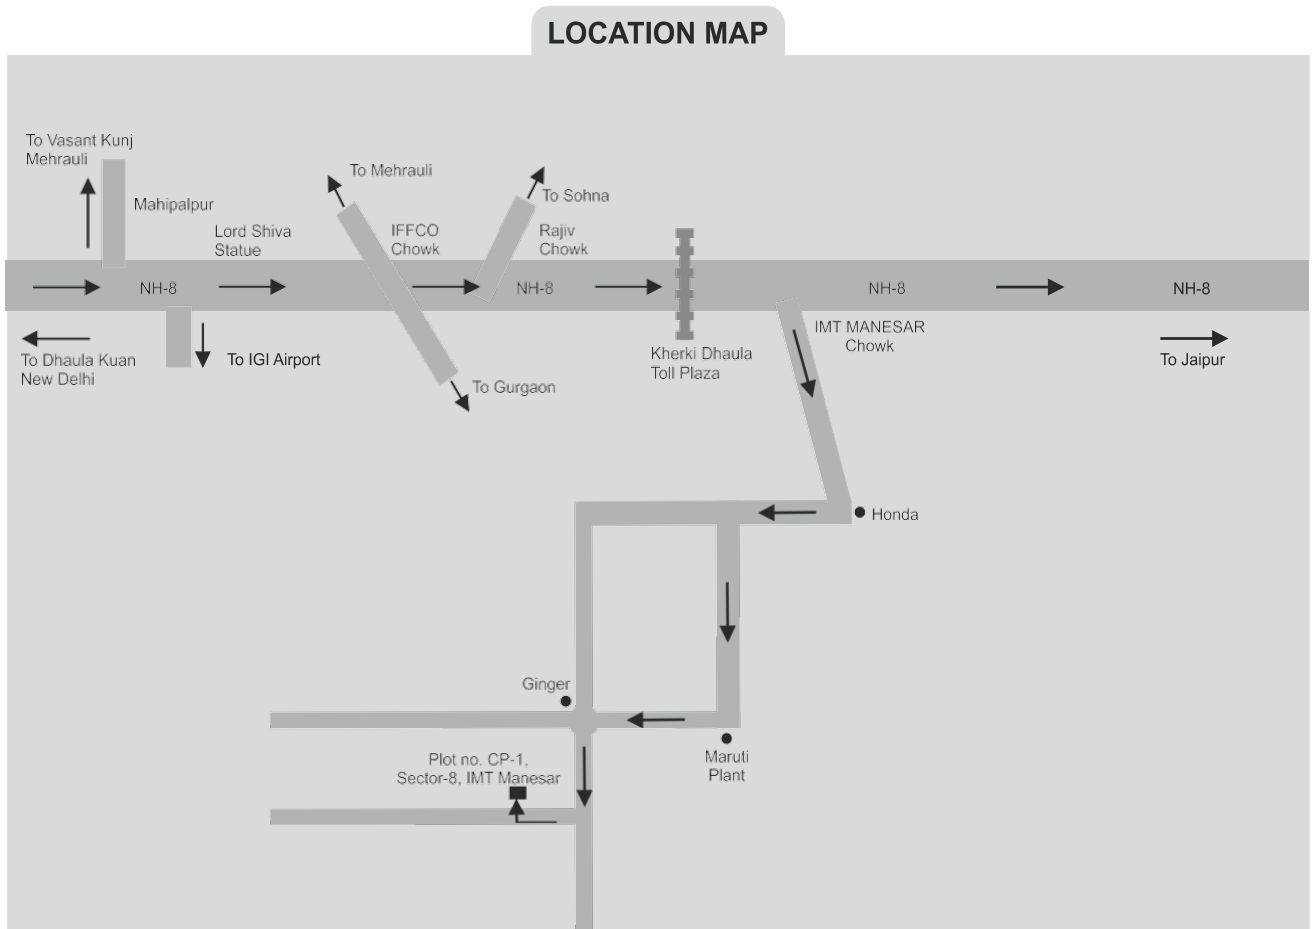 LOCATION MAP
To Vasant Kunj
Mehrauli
Mahipalpur
Lord Shiva
Statue
To Mehrauli
IFFCO
Chowk
To Sohna
Rajiv
Chowk
NH-8
NH-8
NH-8
NH-8
To Dhaula Kuan
New Delhi
To IGI Airport
To Gurgaon
Kherki Dhaula
Toll Plaza
IMT MANESAR
Chowk
To Jaipur
Honda
Ginger
Maruti
Plant
Plot no. CP-1,
Sector-8, IMT Manesar